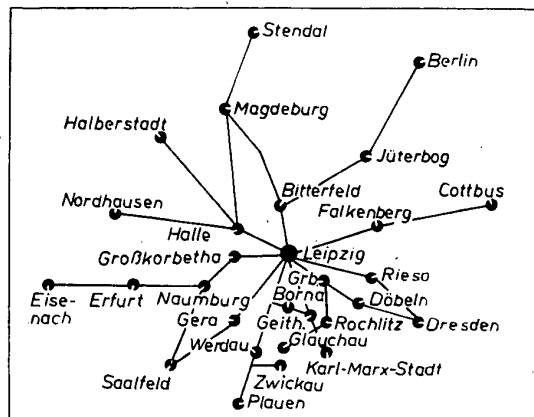 Stendal
Berlin
Magdeburg
Halberstadt
Jüterbog
Bitterfeld
Cottbus
Nordhausen
Falkenberg
Halle
Leipzig
Großkorbetha
Riesa
Grb.
Borna
Döbeln
Eise-
nach
Erfurt
Naumburg
Gera
Geith.
Rochlitz
Dresden
Werdau
Glauchau
Karl-Marx-Stadt
Saalfeld
Zwickau
Plauen